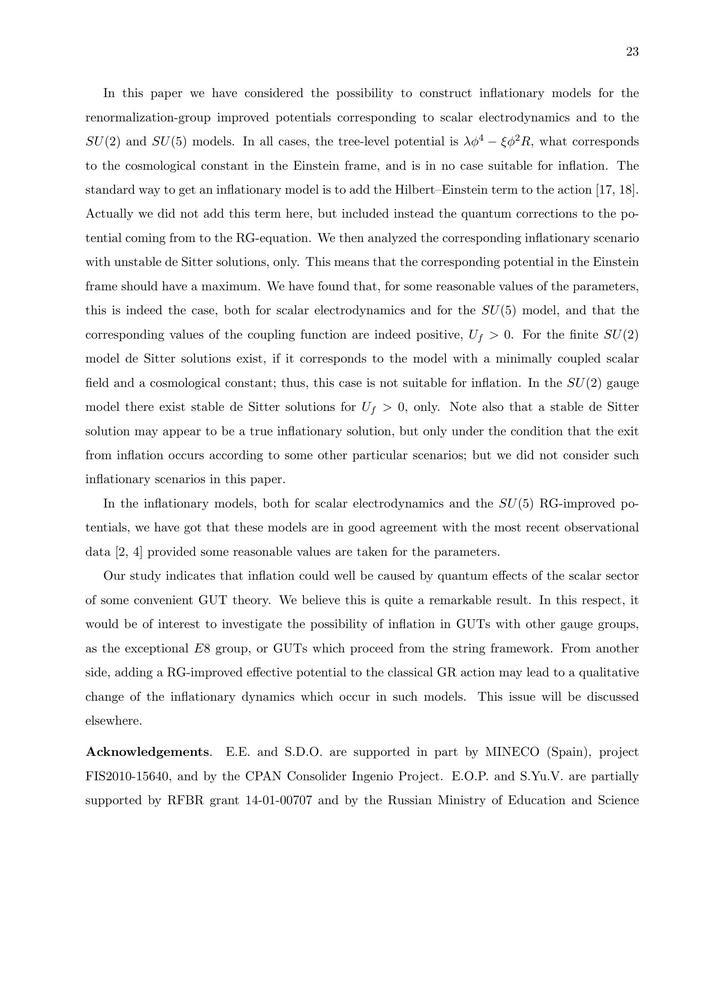 23
In this paper we have considered the possibility to construct inflationary models for the
renormalization-group improved potentials corresponding to scalar electrodynamics and to the
SU(2) and SU(5) models. In all cases, the tree-level potential is λϕ⁴ − ξϕ²R, what corresponds
to the cosmological constant in the Einstein frame, and is in no case suitable for inflation. The
standard way to get an inflationary model is to add the Hilbert–Einstein term to the action [17, 18].
Actually we did not add this term here, but included instead the quantum corrections to the po-
tential coming from to the RG-equation. We then analyzed the corresponding inflationary scenario
with unstable de Sitter solutions, only. This means that the corresponding potential in the Einstein
frame should have a maximum. We have found that, for some reasonable values of the parameters,
this is indeed the case, both for scalar electrodynamics and for the SU(5) model, and that the
corresponding values of the coupling function are indeed positive, U_f > 0. For the finite SU(2)
model de Sitter solutions exist, if it corresponds to the model with a minimally coupled scalar
field and a cosmological constant; thus, this case is not suitable for inflation. In the SU(2) gauge
model there exist stable de Sitter solutions for U_f > 0, only. Note also that a stable de Sitter
solution may appear to be a true inflationary solution, but only under the condition that the exit
from inflation occurs according to some other particular scenarios; but we did not consider such
inflationary scenarios in this paper.
In the inflationary models, both for scalar electrodynamics and the SU(5) RG-improved po-
tentials, we have got that these models are in good agreement with the most recent observational
data [2, 4] provided some reasonable values are taken for the parameters.
Our study indicates that inflation could well be caused by quantum effects of the scalar sector
of some convenient GUT theory. We believe this is quite a remarkable result. In this respect, it
would be of interest to investigate the possibility of inflation in GUTs with other gauge groups,
as the exceptional E8 group, or GUTs which proceed from the string framework. From another
side, adding a RG-improved effective potential to the classical GR action may lead to a qualitative
change of the inflationary dynamics which occur in such models. This issue will be discussed
elsewhere.
Acknowledgements. E.E. and S.D.O. are supported in part by MINECO (Spain), project
FIS2010-15640, and by the CPAN Consolider Ingenio Project. E.O.P. and S.Yu.V. are partially
supported by RFBR grant 14-01-00707 and by the Russian Ministry of Education and Science